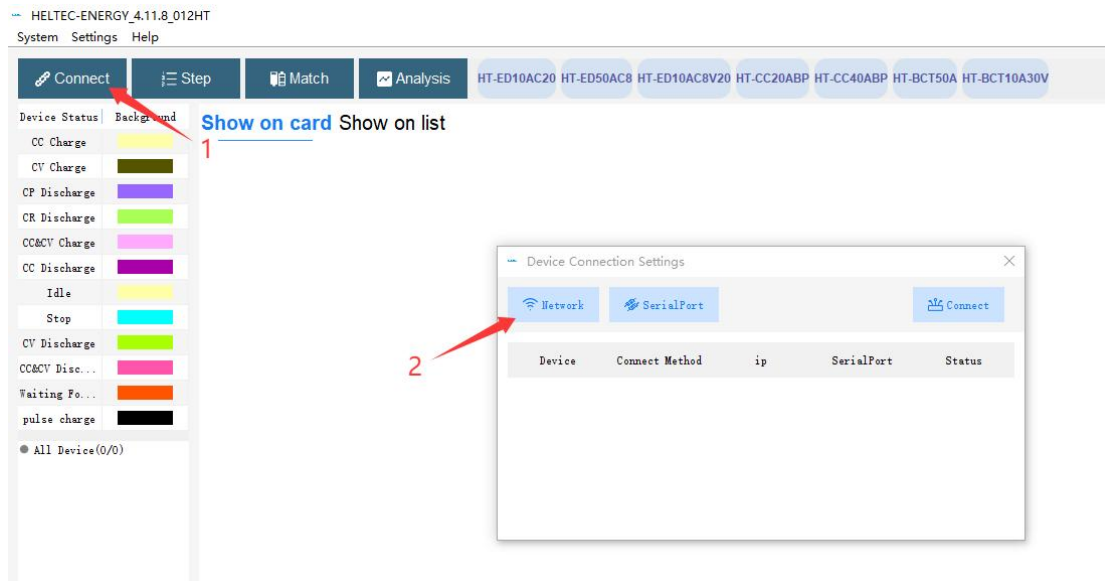 HELTEC-ENERGY_4.11.8_012HT
System Settings Help
Connect Step Match Analysis HT-ED10AC20 HT-ED50AC8 HT-ED10AC8V20 HT-CC20ABP HT-CC40ABP HT-BCT50A HT-BCT10A30V
Device Status Background
Show on card Show on list
1
CC Charge
CV Charge
CP Discharge
CR Discharge
CC&CV Charge
CC Discharge
Idle
Stop
CV Discharge
CC&CV Disc...
Waiting Fo...
pulse charge
All Device(0/0)
Device Connection Settings
Network SerialPort Connect
2
Device Connect Method ip SerialPort Status